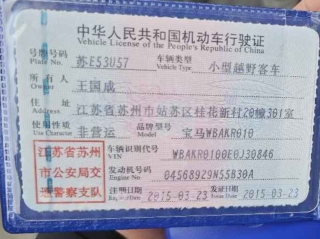 中华人民共和国机动车行驶证
Vehicle License of the People's Republic of China
号牌号码 苏E53U57 车辆类型 小型越野客车
Plate No. Vehicle Type
所有人 王国成
Owner
住址 江苏省苏州市姑苏区桂花新村20幢301室
Address
使用性质 非营运 品牌型号 宝马WBAKR010
Use Character Model
江苏省苏州市公安局交通警察支队
车辆识别代号 WBAKR0100E0J30846
VIN
发动机号码 04568929N55B30A
Engine No.
注册日期 2015-03-23 发证日期 2015-03-23